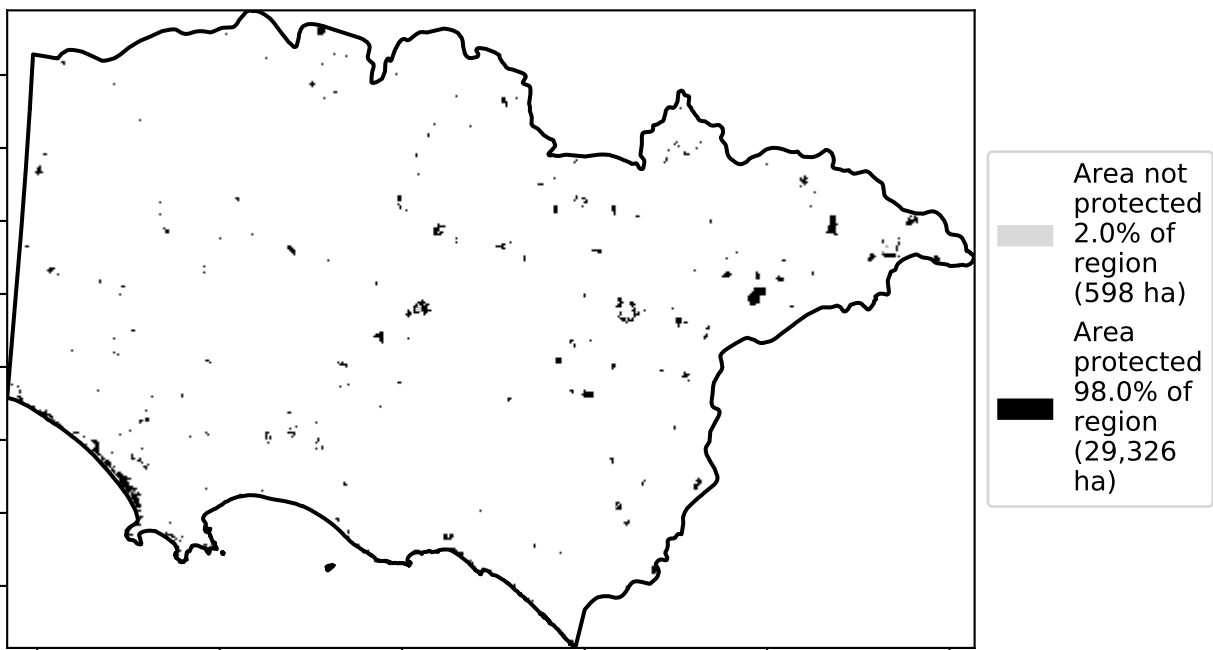 Area not
protected
2.0% of
region
(598 ha)
Area
protected
98.0% of
region
(29,326
ha)